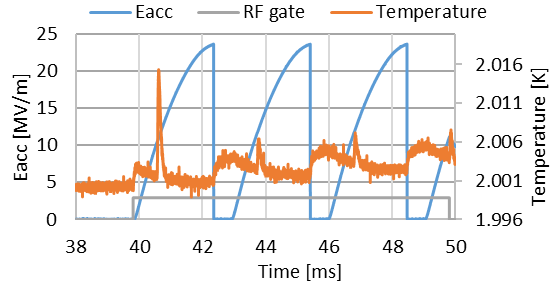 Eacc RF gate Temperature
25
20
15
10
5
0
Eacc [MV/m]
2.016
2.011
2.006
2.001
1.996
Temperature [K]
38 40 42 44 46 48 50
Time [ms]